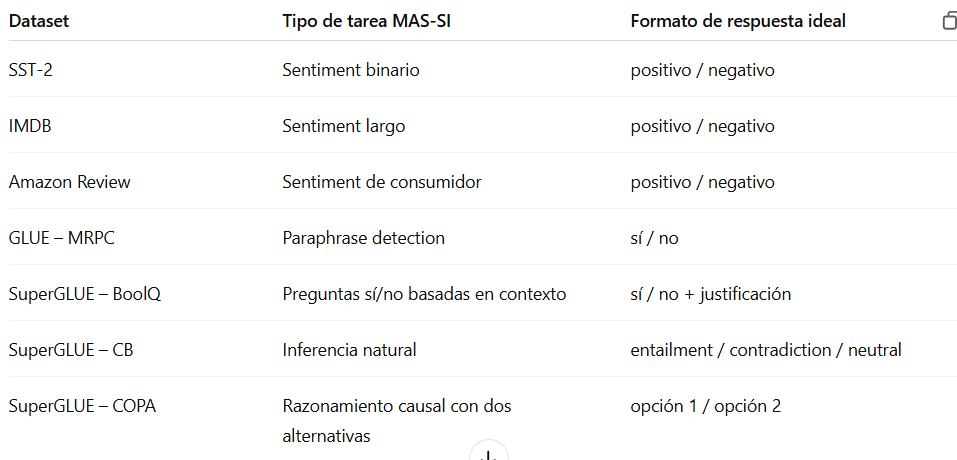 Dataset Tipo de tarea MAS-SI Formato de respuesta ideal
SST-2 Sentiment binario positivo / negativo
IMDB Sentiment largo positivo / negativo
Amazon Review Sentiment de consumidor positivo / negativo
GLUE – MRPC Paraphrase detection sí / no
SuperGLUE – BoolQ Preguntas sí/no basadas en contexto sí / no + justificación
SuperGLUE – CB Inferencia natural entailment / contradiction / neutral
SuperGLUE – COPA Razonamiento causal con dos opción 1 / opción 2
alternativas